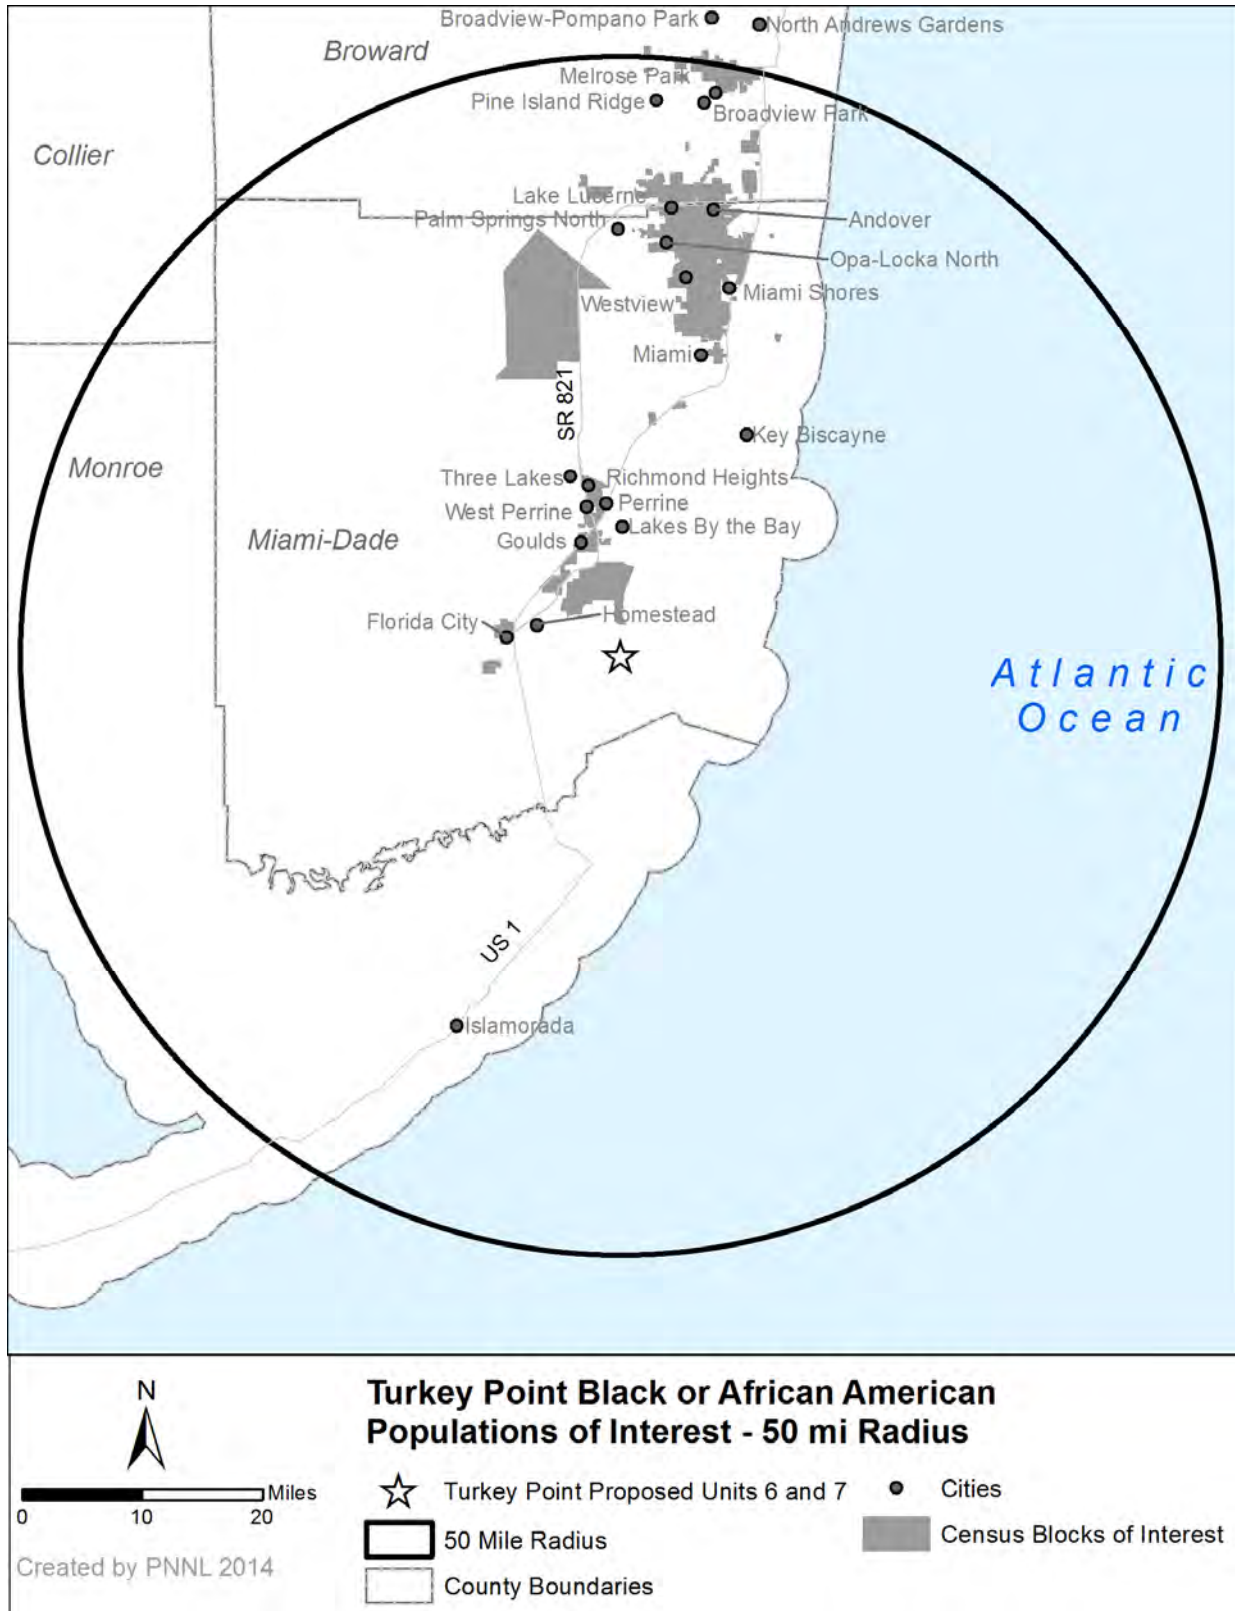 Broadview-Pompano Park
North Andrews Gardens
Broward
Melrose Park
Pine Island Ridge
Broadview Park
Collier
Lake Lucerne
Palm Springs North
Andover
Opa-Locka North
Westview
Miami Shores
Miami
SR 821
Key Biscayne
Monroe
Three Lakes
Richmond Heights
West Perrine
Perrine
Lakes By the Bay
Miami-Dade
Goulds
Florida City
Homestead
Atlantic
Ocean
US 1
Islamorada
N
Miles
0 10 20
Created by PNNL 2014
Turkey Point Black or African American
Populations of Interest - 50 mi Radius
Turkey Point Proposed Units 6 and 7
Cities
50 Mile Radius
Census Blocks of Interest
County Boundaries